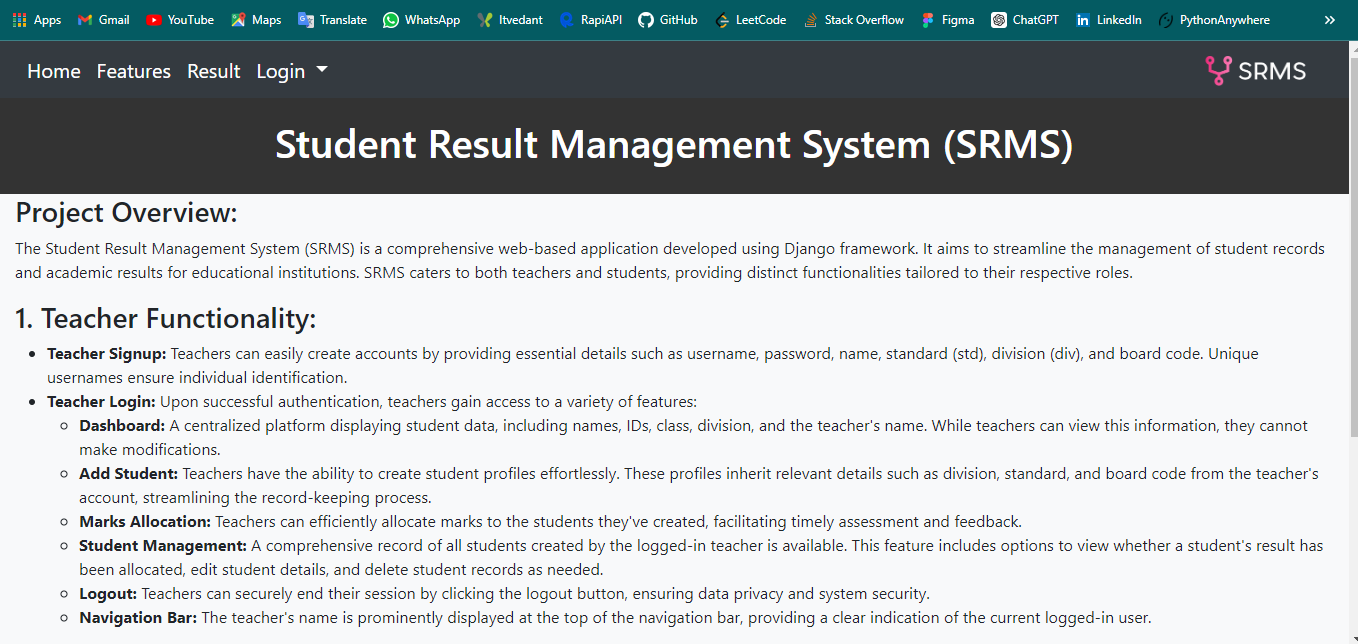 Apps Gmail YouTube Maps Translate WhatsApp Itvedant RapiAPI GitHub LeetCode Stack Overflow Figma ChatGPT LinkedIn PythonAnywhere »
Home Features Result Login SRMS
Student Result Management System (SRMS)
Project Overview:
The Student Result Management System (SRMS) is a comprehensive web-based application developed using Django framework. It aims to streamline the management of student records
and academic results for educational institutions. SRMS caters to both teachers and students, providing distinct functionalities tailored to their respective roles.
1. Teacher Functionality:
• Teacher Signup: Teachers can easily create accounts by providing essential details such as username, password, name, standard (std), division (div), and board code. Unique
usernames ensure individual identification.
• Teacher Login: Upon successful authentication, teachers gain access to a variety of features:
◦ Dashboard: A centralized platform displaying student data, including names, IDs, class, division, and the teacher's name. While teachers can view this information, they cannot
make modifications.
◦ Add Student: Teachers have the ability to create student profiles effortlessly. These profiles inherit relevant details such as division, standard, and board code from the teacher's
account, streamlining the record-keeping process.
◦ Marks Allocation: Teachers can efficiently allocate marks to the students they've created, facilitating timely assessment and feedback.
◦ Student Management: A comprehensive record of all students created by the logged-in teacher is available. This feature includes options to view whether a student's result has
been allocated, edit student details, and delete student records as needed.
◦ Logout: Teachers can securely end their session by clicking the logout button, ensuring data privacy and system security.
◦ Navigation Bar: The teacher's name is prominently displayed at the top of the navigation bar, providing a clear indication of the current logged-in user.